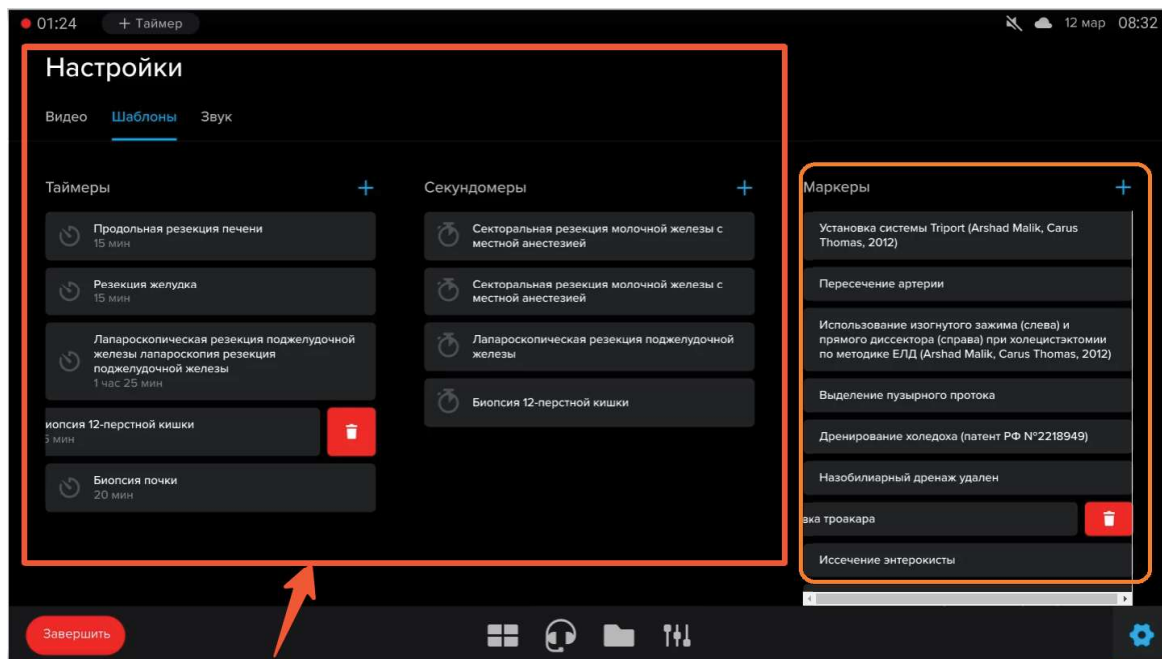 01:24
+ Таймер
12 мар 08:32
Настройки
Видео Шаблоны Звук
Таймеры +
Продольная резекция печени
15 мин
Резекция желудка
15 мин
Лапароскопическая резекция поджелудочной
железы лапароскопия резекция
поджелудочной железы
1 час 25 мин
иопсия 12-перстной кишки
5 мин
Биопсия почки
20 мин
Секундомеры +
Секторальная резекция молочной железы с
местной анестезией
Секторальная резекция молочной железы с
местной анестезией
Лапароскопическая резекция поджелудочной
железы
Биопсия 12-перстной кишки
Маркеры +
Установка системы Triport (Arshad Malik, Carus
Thomas, 2012)
Пересечение артерии
Использование изогнутого зажима (слева) и
прямого диссектора (справа) при холецистэктомии
по методике ЕЛД (Arshad Malik, Carus Thomas, 2012)
Выделение пузырного протока
Дренирование холедоха (патент РФ №2218949)
Назобилиарный дренаж удален
вка троакара
Иссечение энтерокисты
Завершить